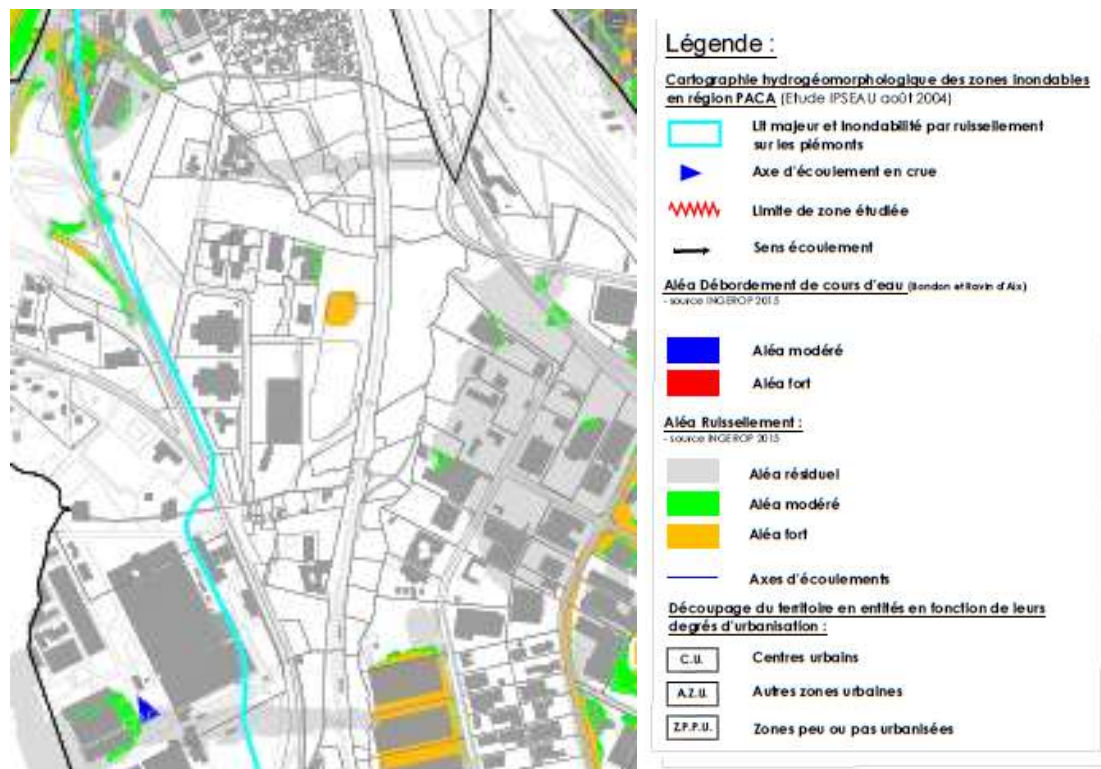 Légende :
Cartographie hydrogéomorphologique des zones inondables
en région PACA (Etude IPSEAU août 2004)
Lit majeur et inondabilité par ruissellement
sur les piémonts
Axe d'écoulement en crue
Limite de zone étudiée
Sens écoulement
Aléa Débordement de cours d'eau (Bondon et Ravin d'Aix)
- source INGEROP 2015
Aléa modéré
Aléa fort
Aléa Ruissellement :
- source INGEROP 2015
Aléa résiduel
Aléa modéré
Aléa fort
Axes d'écoulements
Découpage du territoire en entités en fonction de leurs
degrés d'urbanisation :
C.U. Centres urbains
A.Z.U. Autres zones urbaines
Z.P.P.U. Zones peu ou pas urbanisées